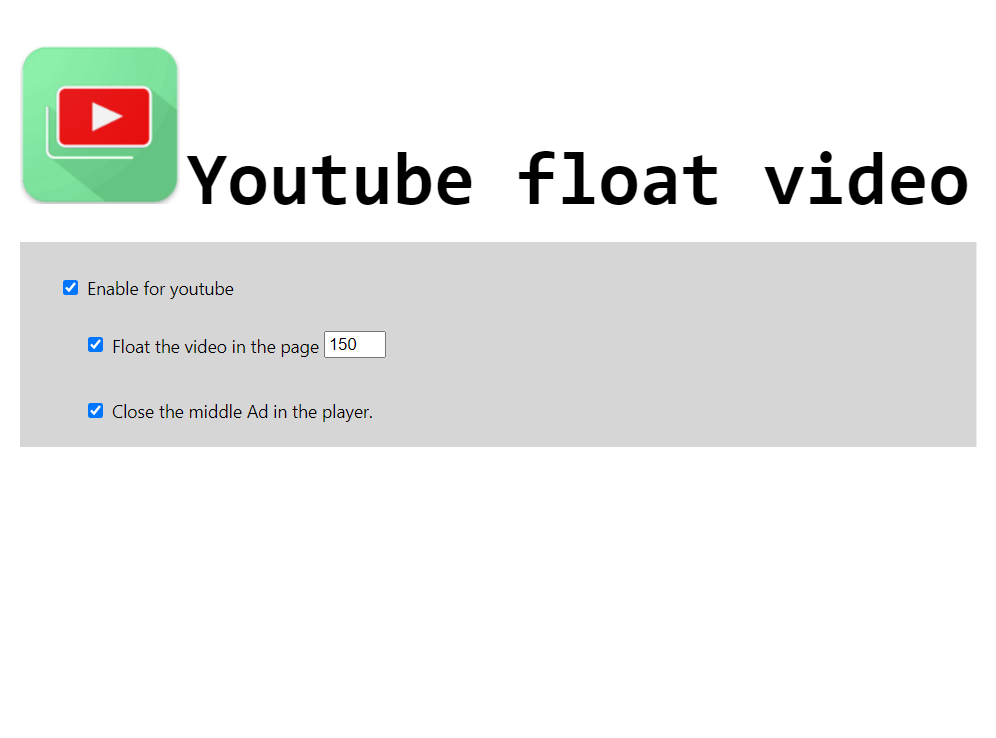 Youtube float video
Enable for youtube
Float the video in the page 150
Close the middle Ad in the player.